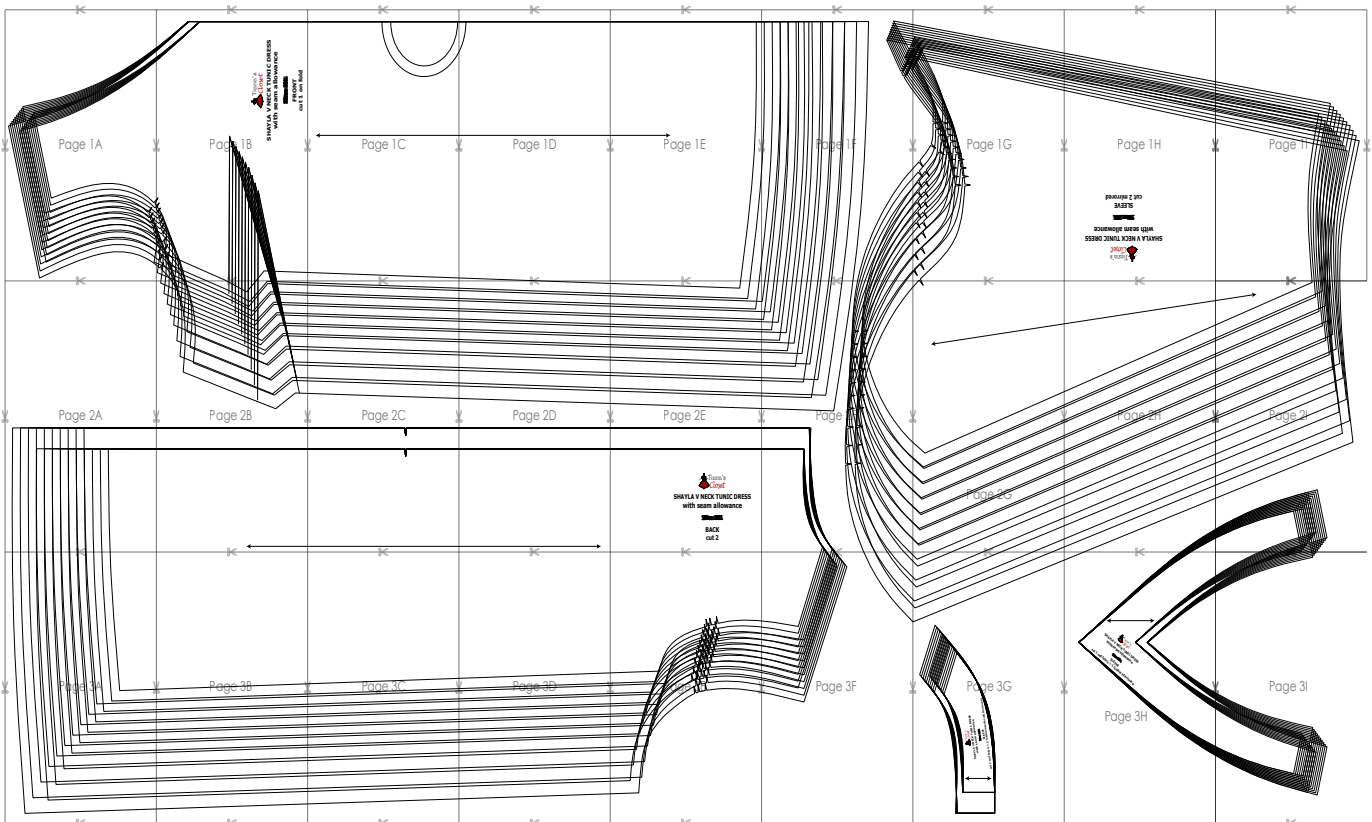 Page 1A
Page 1B
Page 1C
Page 1D
Page 1E
Page 1F
Page 1G
Page 1H
Page 1I
Tiana's
Closet
SHAYLA V NECK TUNIC DRESS
with seam allowance
FRONT
cut 1 on fold
Tiana's
Closet
SHAYLA V NECK TUNIC DRESS
with seam allowance
SLEEVE
cut 2 mirrored
Page 2A
Page 2B
Page 2C
Page 2D
Page 2E
Page 2G
Page 2H
Page 2I
Tiana's
Closet
SHAYLA V NECK TUNIC DRESS
with seam allowance
BACK
cut 2
Page 3A
Page 3B
Page 3C
Page 3D
Page 3F
Page 3G
Page 3H
Page 3I